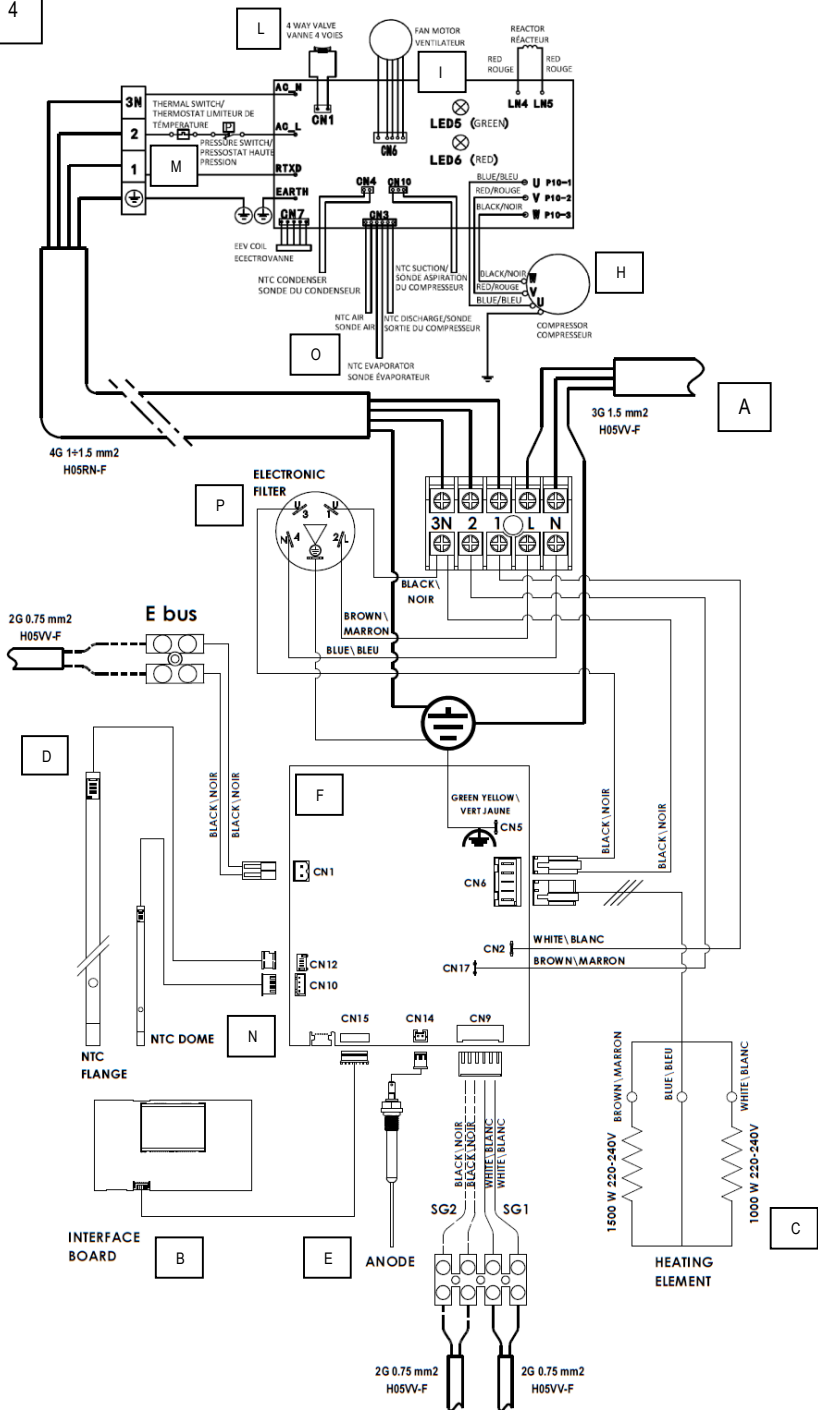 4
L
4 WAY VALVE
VANNE 4 VOIES
FAN MOTOR
VENTILATEUR
REACTOR
RÉACTEUR
RED
ROUGE
RED
ROUGE
I
AC_N
CN1
CN6
LN4 LN5
LED5 (GREEN)
LED6 (RED)
3N
THERMAL SWITCH/
THERMOSTAT LIMITEUR DE
TÉMPÉRATURE
2
P
AC_L
PRESSURE SWITCH/
PRESSOSTAT HAUTE
PRESSION
1
M
RTXD
EARTH
CN7
CN4
CN10
CN3
BLUE/BLEU
U P10-1
RED/ROUGE
V P10-2
BLACK/NOIR
W P10-3
EEV COIL
ECECTROVANNE
NTC CONDENSER
SONDE DU CONDENSEUR
NTC SUCTION/
SONDE ASPIRATION
DU COMPRESSEUR
BLACK/NOIR
W
RED/ROUGE
V
BLUE/BLEU
U
H
NTC AIR
SONDE AIR
NTC DISCHARGE/SONDE
SORTIE DU COMPRESSEUR
COMPRESSOR
COMPRESSEUR
O
NTC EVAPORATOR
SONDE ÉVAPORATEUR
A
3G 1.5 mm2
H05VV-F
4G 1÷1.5 mm2
H05RN-F
P
ELECTRONIC
FILTER
U
3
U
1
N
4
2
L
3N 2 1 L N
BLACK\
NOIR
BROWN\
MARRON
BLUE\BLEU
2G 0.75 mm2
H05VV-F
E bus
D
BLACK\NOIR
BLACK\NOIR
F
GREEN YELLOW\
VERT JAUNE
CN5
CN1
CN6
BLACK\NOIR
BLACK\NOIR
CN2
WHITE\BLANC
CN17
BROWN\MARRON
CN12
CN10
N
CN15
CN14
CN9
NTC
FLANGE
NTC DOME
BROWN\MARRON
BLUE\BLEU
WHITE\BLANC
1500 W 220-240V
1000 W 220-240V
BLACK\NOIR
BLACK\NOIR
WHITE\BLANC
WHITE\BLANC
C
INTERFACE
BOARD
B
E
ANODE
SG2
SG1
HEATING
ELEMENT
2G 0.75 mm2
H05VV-F
2G 0.75 mm2
H05VV-F